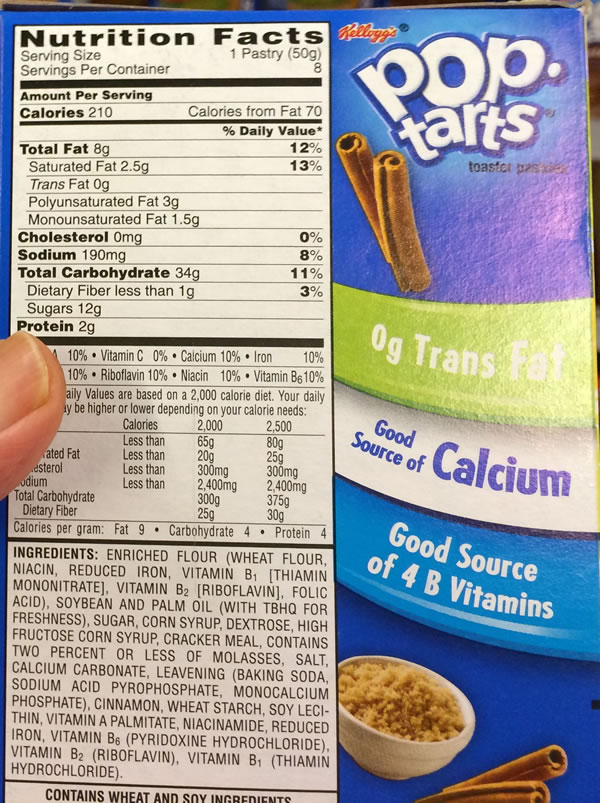 Nutrition Facts
Serving Size 1 Pastry (50g)
Servings Per Container 8
Amount Per Serving
Calories 210 Calories from Fat 70
% Daily Value*
Total Fat 8g 12%
Saturated Fat 2.5g 13%
Trans Fat 0g
Polyunsaturated Fat 3g
Monounsaturated Fat 1.5g
Cholesterol 0mg 0%
Sodium 190mg 8%
Total Carbohydrate 34g 11%
Dietary Fiber less than 1g 3%
Sugars 12g
Protein 2g
A 10% • Vitamin C 0% • Calcium 10% • Iron 10%
10% • Riboflavin 10% • Niacin 10% • Vitamin B6 10%
Values are based on a 2,000 calorie diet. Your daily
be higher or lower depending on your calorie needs:
Calories 2,000 2,500
Less than 65g 80g
Fat Less than 20g 25g
Less than 300mg 300mg
Less than 2,400mg 2,400mg
Total Carbohydrate 300g 375g
Dietary Fiber 25g 30g
Calories per gram: Fat 9 • Carbohydrate 4 • Protein 4
INGREDIENTS: ENRICHED FLOUR (WHEAT FLOUR,
NIACIN, REDUCED IRON, VITAMIN B1 [THIAMIN
MONONITRATE], VITAMIN B2 [RIBOFLAVIN], FOLIC
ACID), SOYBEAN AND PALM OIL (WITH TBHQ FOR
FRESHNESS), SUGAR, CORN SYRUP, DEXTROSE, HIGH
FRUCTOSE CORN SYRUP, CRACKER MEAL, CONTAINS
TWO PERCENT OR LESS OF MOLASSES, SALT,
CALCIUM CARBONATE, LEAVENING (BAKING SODA,
SODIUM ACID PYROPHOSPHATE, MONOCALCIUM
PHOSPHATE), CINNAMON, WHEAT STARCH, SOY LECI-
THIN, VITAMIN A PALMITATE, NIACINAMIDE, REDUCED
IRON, VITAMIN B6 (PYRIDOXINE HYDROCHLORIDE),
VITAMIN B2 (RIBOFLAVIN), VITAMIN B1 (THIAMIN
HYDROCHLORIDE).
CONTAINS WHEAT AND SOY INGREDIENTS
Kellogg's®
pop.
tarts
toaster pastries
0g Trans Fat
Good
Source of Calcium
Good Source
of 4 B Vitamins